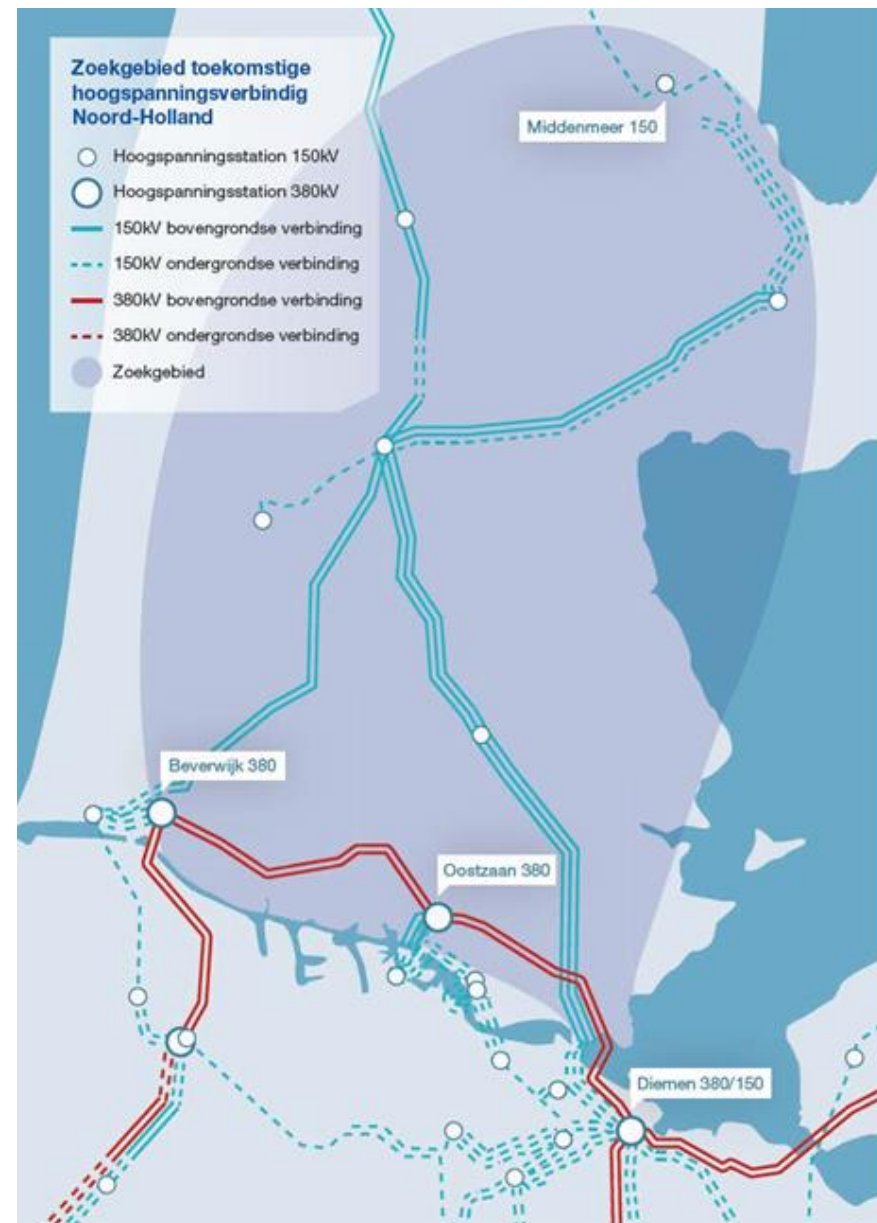 Zoekgebied toekomstige
hoogspanningsverbindig
Noord-Holland
Hoogspanningsstation 150kV
Hoogspanningsstation 380kV
150kV bovengrondse verbinding
150kV ondergrondse verbinding
380kV bovengrondse verbinding
380kV ondergrondse verbinding
Zoekgebied
Middenmeer 150
Beverwijk 380
Oostzaan 380
Diemen 380/150